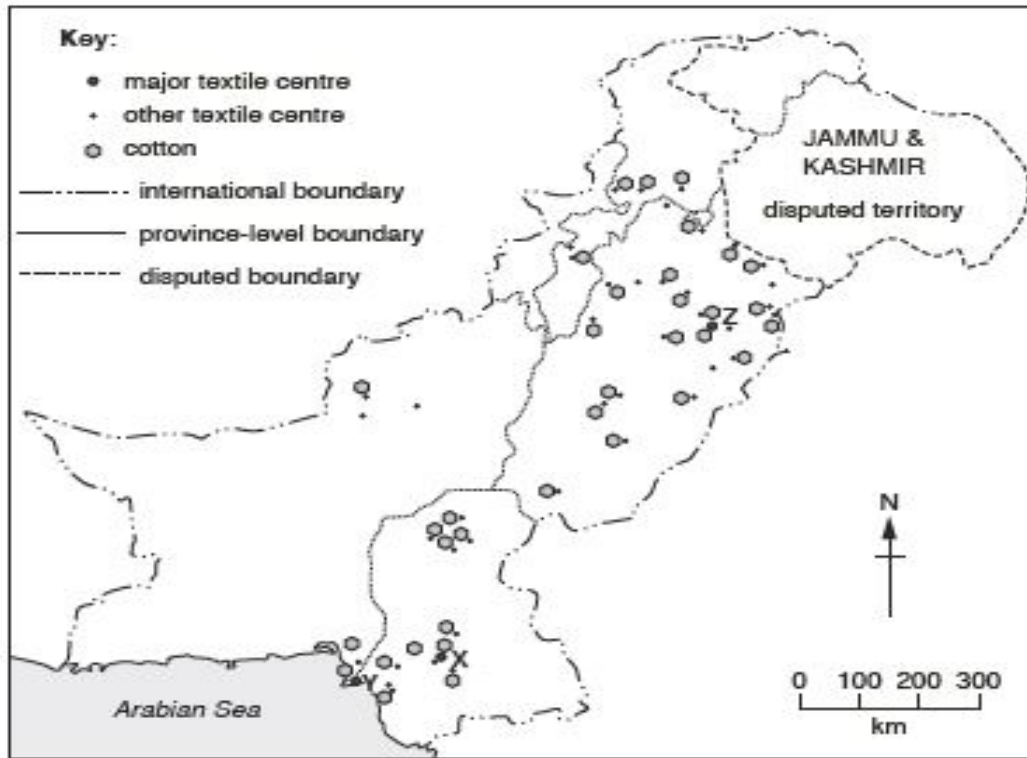 Key:
major textile centre
other textile centre
cotton
international boundary
province-level boundary
disputed boundary
JAMMU &
KASHMIR
disputed territory
Z
N
X
Y
Arabian Sea
0 100 200 300
km